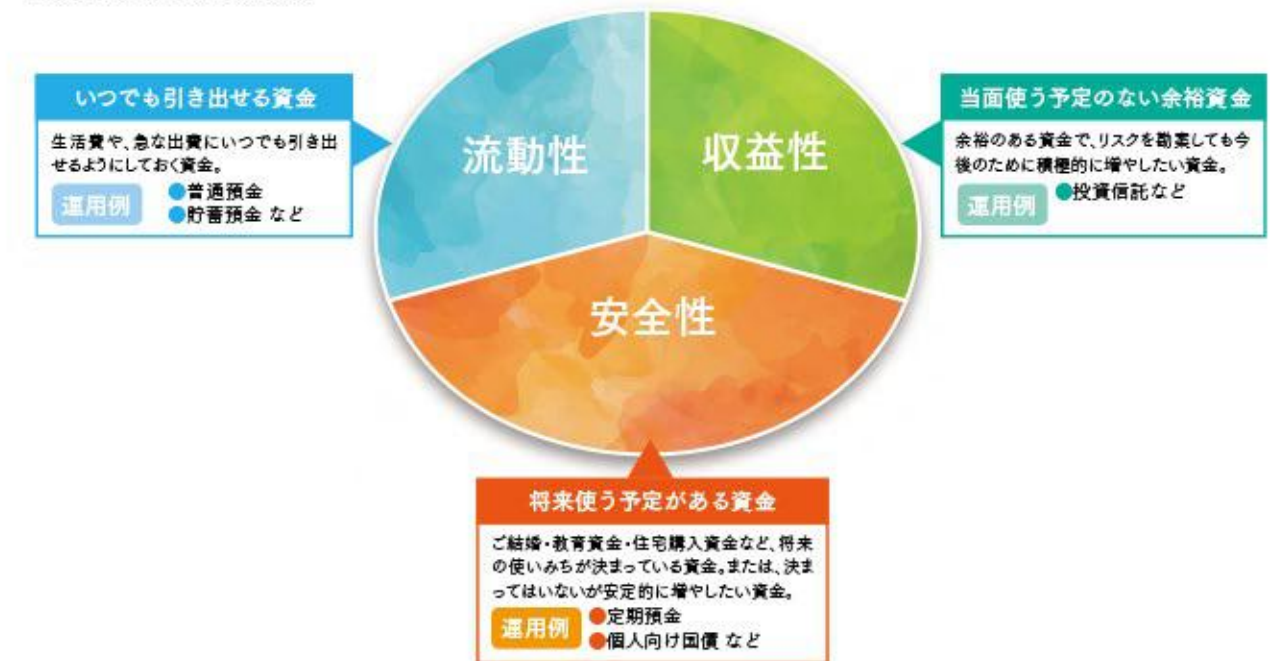 流動性
収益性
安全性
いつでも引き出せる資金
生活費や、急な出費にいつでも引き出
せるようにしておく資金。
運用例
●普通預金
●貯蓄預金 など
当面使う予定のない余裕資金
余裕のある資金で、リスクを勘案しても今
後のために積極的に増やしたい資金。
運用例
●投資信託など
将来使う予定がある資金
ご結婚・教育資金・住宅購入資金など、将来
の使いみちが決まっている資金。または、決ま
ってはいないが安定的に増やしたい資金。
運用例
●定期預金
●個人向け国債 など